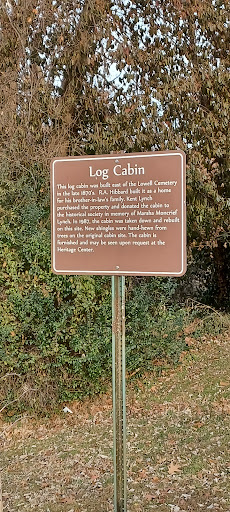 Log Cabin
This log cabin was built east of the Lowell Cemetery
in the late 1870's. R.A. Hibbard built it as a home
for his brother-in-law's family. Kent Lynch
purchased the property and donated the cabin to
the historical society in memory of Marsha Moncrief
Lynch. In 1987, the cabin was taken down and rebuilt
on this site. New shingles were hand-hewn from
trees on the original cabin site. The cabin is
furnished and may be seen upon request at the
Heritage Center.